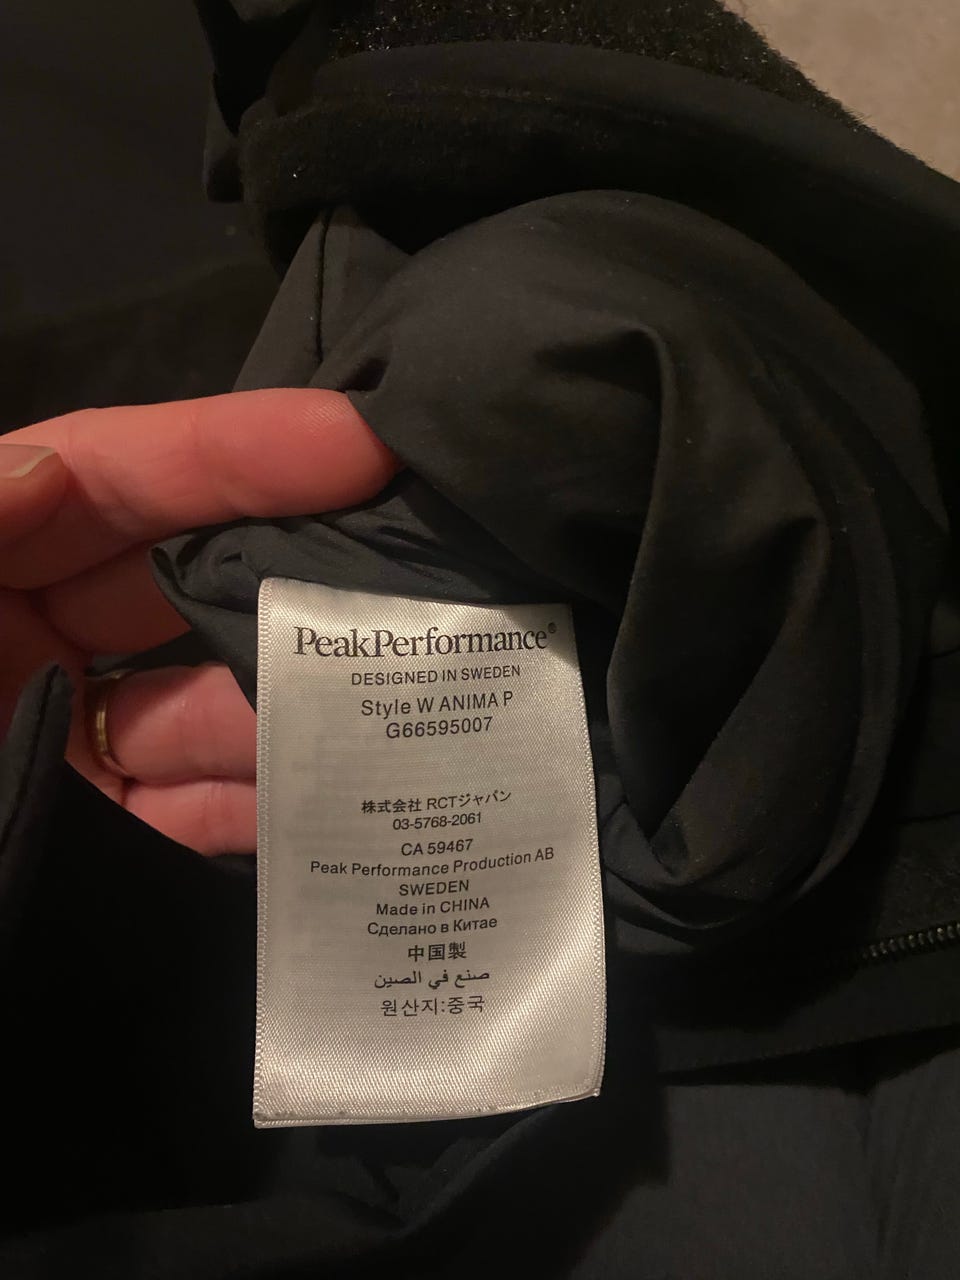 PeakPerformance®
DESIGNED IN SWEDEN
Style W ANIMA P
G66595007
株式会社 RCTジャパン
03-5768-2061
CA 59467
Peak Performance Production AB
SWEDEN
Made in CHINA
Сделано в Китае
中国製
صنع في الصين
원산지:중국